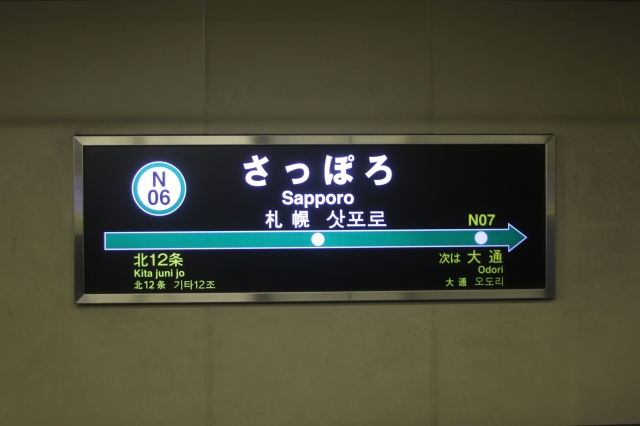 N
06
さっぽろ
Sapporo
札幌 삿포로
N07
北12条
Kita juni jo
北12条 기타12조
次は 大通
Odori
大通 오도리